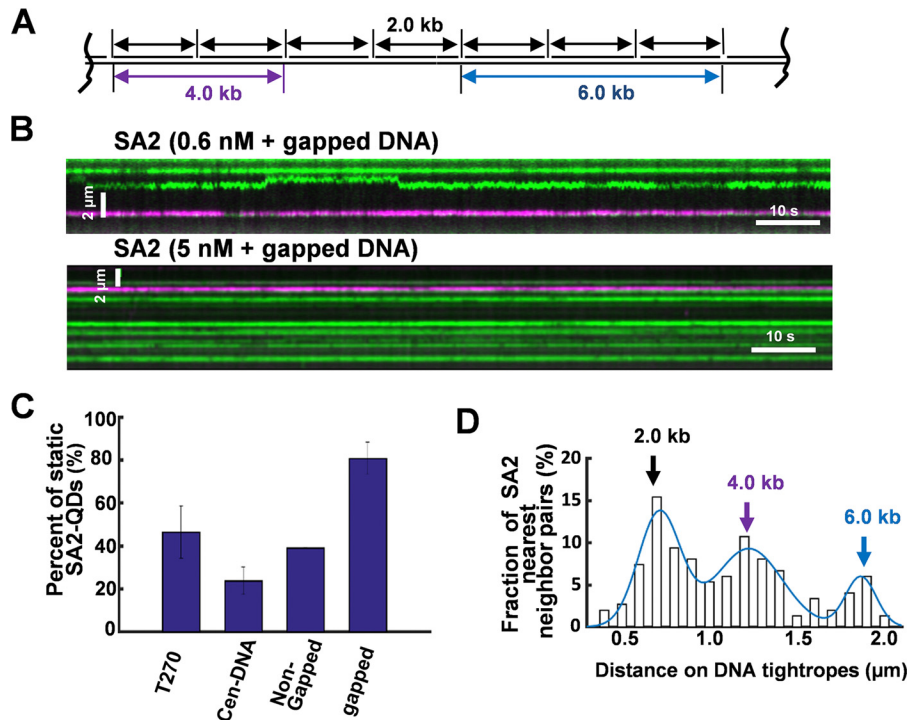 A
2.0 kb
4.0 kb
6.0 kb
B
SA2 (0.6 nM + gapped DNA)
2 µm
10 s
SA2 (5 nM + gapped DNA)
2 µm
10 s
C
Percent of static
SA2-QDs (%)
100
80
60
40
20
0
T270
Cen-DNA
Non-
Gapped
gapped
D
2.0 kb
4.0 kb
6.0 kb
Fraction of SA2
nearest
neighbor pairs (%)
20
15
10
5
0
0.5
1.0
1.5
2.0
Distance on DNA tightropes (µm)